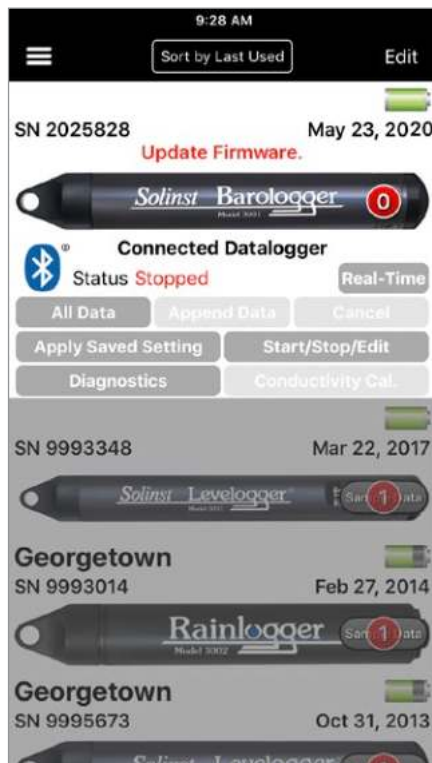 9:28 AM
Sort by Last Used Edit
SN 2025828 May 23, 2020
Update Firmware.
Solinst Barologger 0
Model 3001
Connected Datalogger
Status Stopped Real-Time
All Data Append Data Cancel
Apply Saved Setting Start/Stop/Edit
Diagnostics Conductivity Cal.
SN 9993348 Mar 22, 2017
Solinst Levelogger 1
Georgetown
SN 9993014 Feb 27, 2014
Rainlogger 1
Model 3002
Georgetown
SN 9995673 Oct 31, 2013
Solinst Levelogger